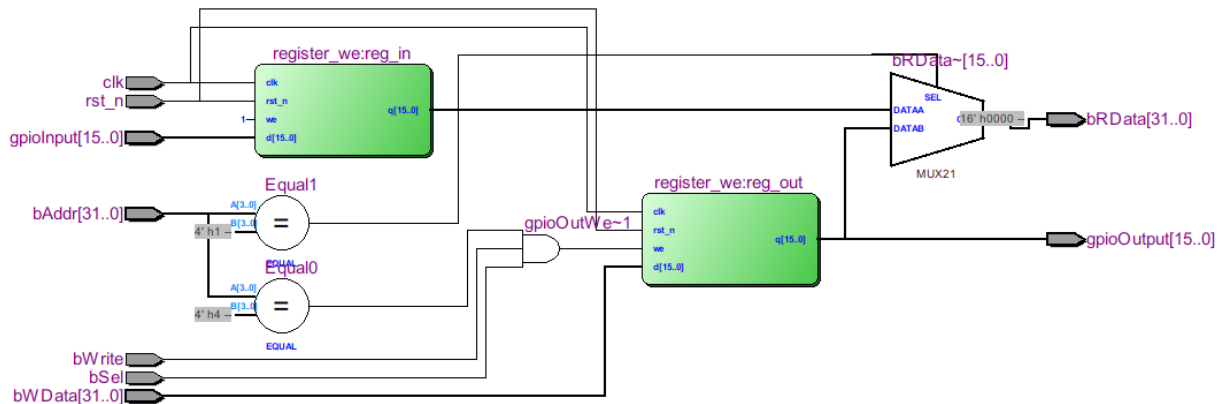 register_we:reg_in
clk
rst_n
gpioInput[15..0]
clk
rst_n
we
d[15..0]
q[15..0]
1
bRData~[15..0]
SEL
DATAA
DATAB
16' h0000
MUX21
bRData[31..0]
Equal1
bAddr[31..0]
A[3..0]
B[3..0]
4' h1
=
EQUAL
Equal0
A[3..0]
B[3..0]
4' h4
=
EQUAL
gpioOutWe~1
register_we:reg_out
clk
rst_n
we
d[15..0]
q[15..0]
gpioOutput[15..0]
bWrite
bSel
bWData[31..0]